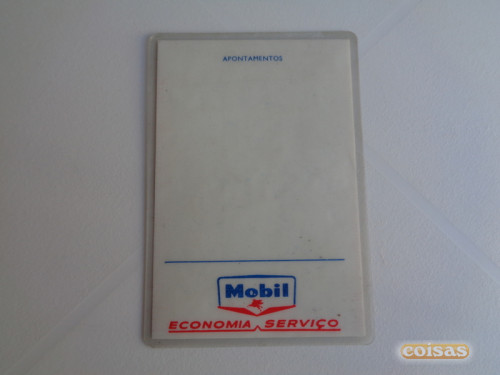 APONTAMENTOS
Mobil
ECONOMIA SERVIÇO
coisas